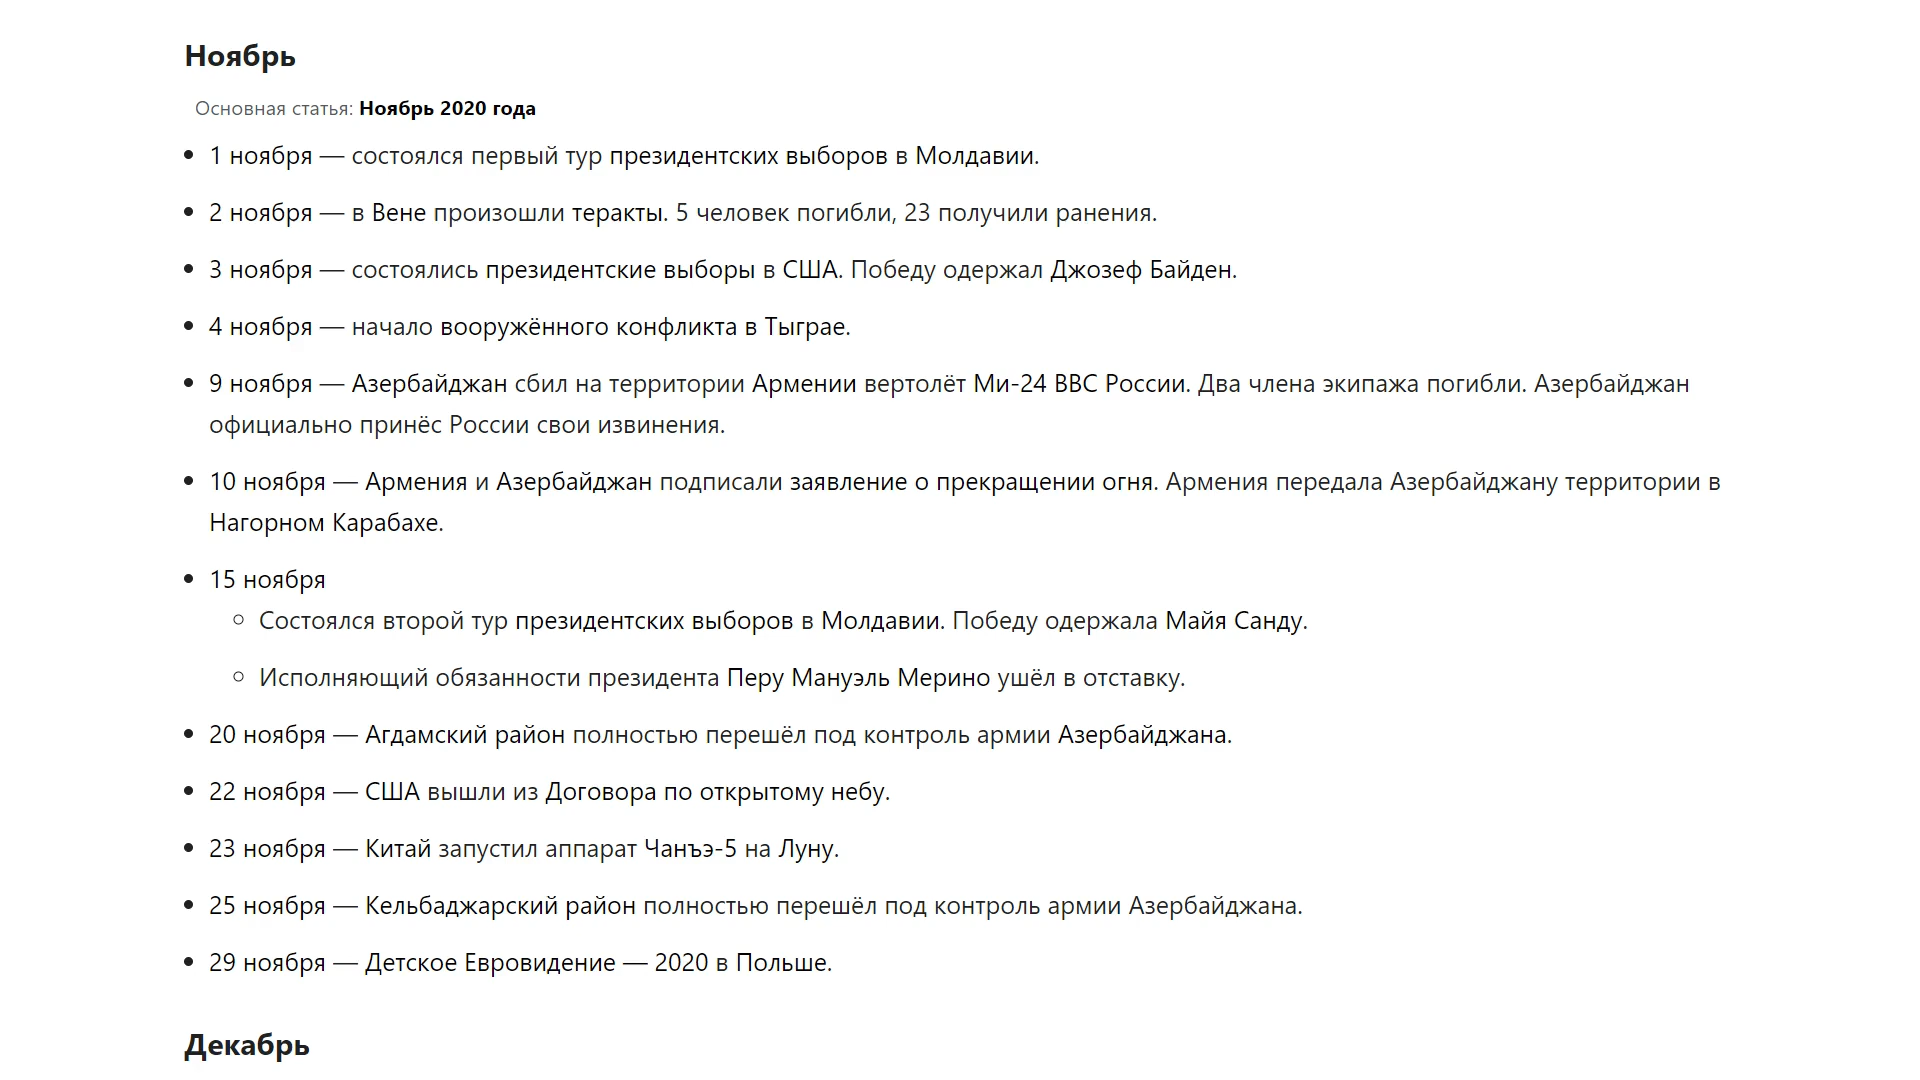 Ноябрь
Основная статья: Ноябрь 2020 года
• 1 ноября — состоялся первый тур президентских выборов в Молдавии.
• 2 ноября — в Вене произошли теракты. 5 человек погибли, 23 получили ранения.
• 3 ноября — состоялись президентские выборы в США. Победу одержал Джозеф Байден.
• 4 ноября — начало вооружённого конфликта в Тыграе.
• 9 ноября — Азербайджан сбил на территории Армении вертолёт Ми-24 ВВС России. Два члена экипажа погибли. Азербайджан
официально принёс России свои извинения.
• 10 ноября — Армения и Азербайджан подписали заявление о прекращении огня. Армения передала Азербайджану территории в
Нагорном Карабахе.
• 15 ноября
◦ Состоялся второй тур президентских выборов в Молдавии. Победу одержала Майя Санду.
◦ Исполняющий обязанности президента Перу Мануэль Мерино ушёл в отставку.
• 20 ноября — Агдамский район полностью перешёл под контроль армии Азербайджана.
• 22 ноября — США вышли из Договора по открытому небу.
• 23 ноября — Китай запустил аппарат Чанъэ-5 на Луну.
• 25 ноября — Кельбаджарский район полностью перешёл под контроль армии Азербайджана.
• 29 ноября — Детское Евровидение — 2020 в Польше.
Декабрь